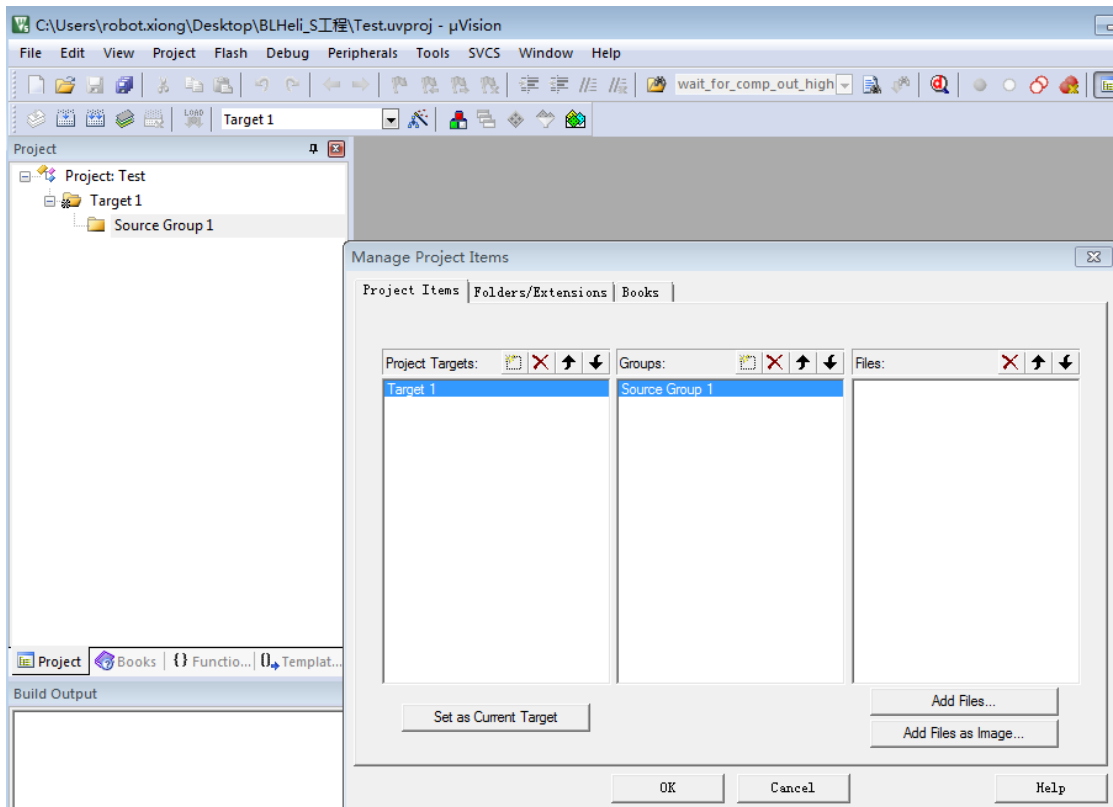 C:\Users\robot.xiong\Desktop\BLHeli_S工程\Test.uvproj - µVision
File Edit View Project Flash Debug Peripherals Tools SVCS Window Help
wait_for_comp_out_high
LOAD Target 1
Project
Project: Test
Target 1
Source Group 1
Manage Project Items
Project Items Folders/Extensions Books
Project Targets: Groups: Files:
Target 1 Source Group 1
Set as Current Target
Add Files...
Add Files as Image...
OK Cancel Help
Project Books {} Functio... 0 Templat...
Build Output